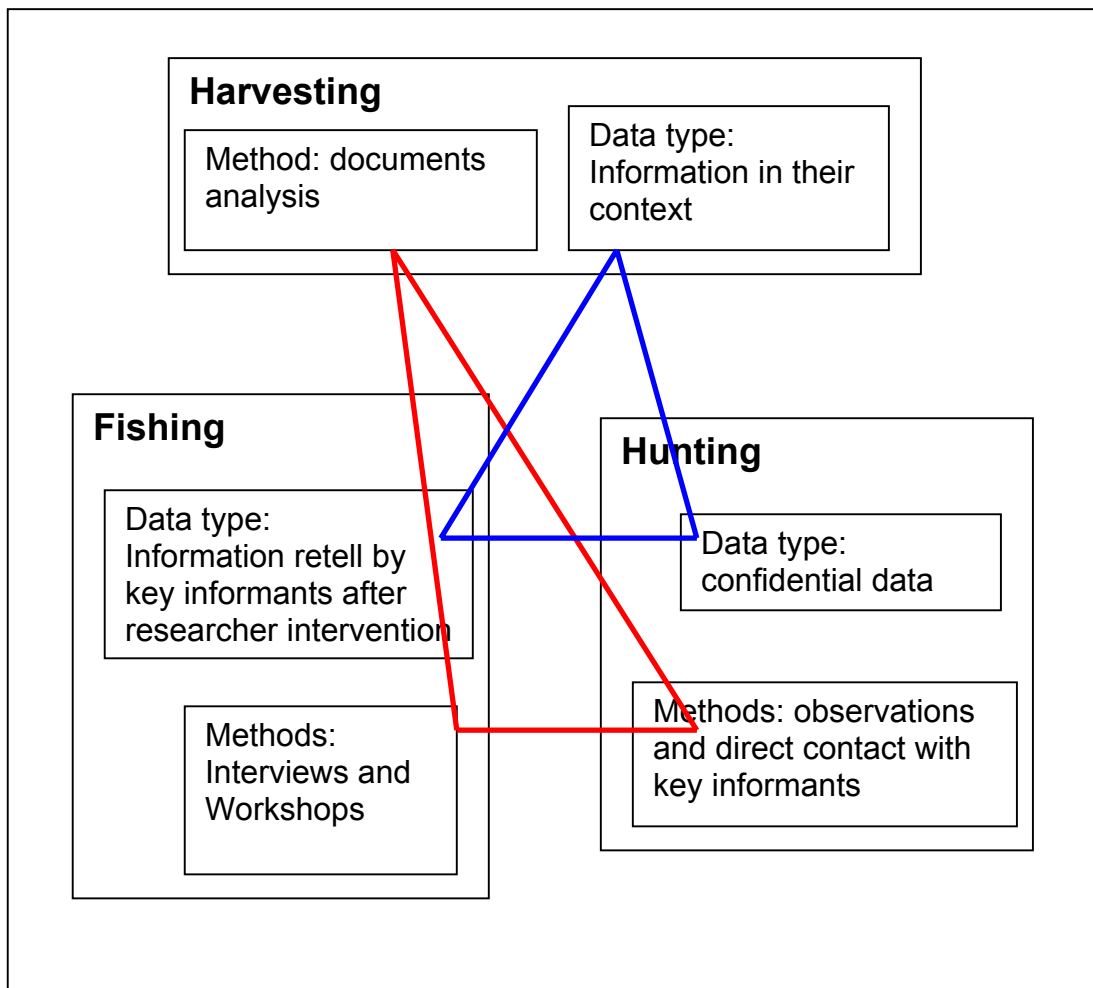 Harvesting
Method: documents
analysis
Data type:
Information in their
context
Fishing
Data type:
Information retell by
key informants after
researcher intervention
Methods:
Interviews and
Workshops
Hunting
Data type:
confidential data
Methods: observations
and direct contact with
key informants